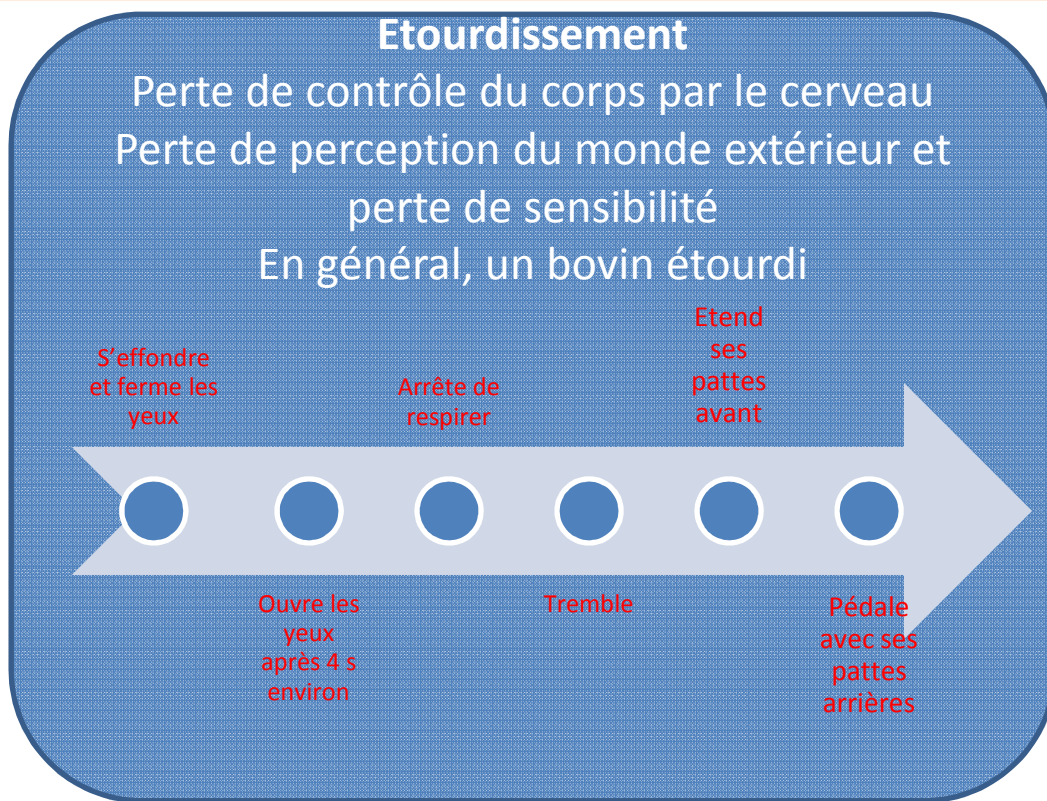 Etourdissement
Perte de contrôle du corps par le cerveau
Perte de perception du monde extérieur et
perte de sensibilité
En général, un bovin étourdi
S'effondre
et ferme les
yeux
Ouvre les
yeux
après 4 s
environ
Arrête de
respirer
Tremble
Etend
ses
pattes
avant
Pédale
avec ses
pattes
arrières